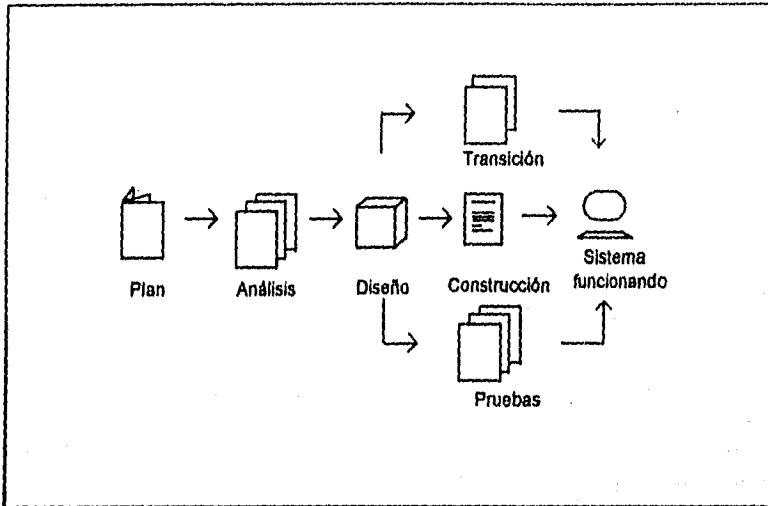 Transición
Plan
Análisis
Diseño
Construcción
Sistema
funcionando
Pruebas